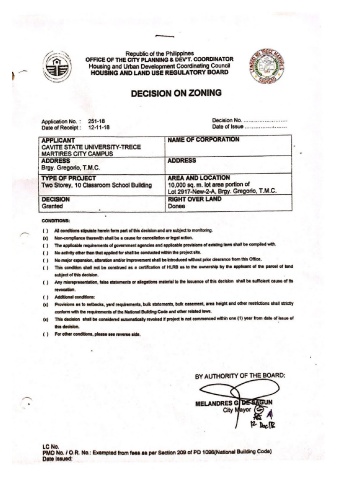 Republic of the Philippines
OFFICE OF THE CITY PLANNING & DEV'T. COORDINATOR
Housing and Urban Development Coordinating Council
HOUSING AND LAND USE REGULATORY BOARD
DECISION ON ZONING
Application No. : 251-18
Decision No. ........................
Date of Receipt : 12-11-18
Date of Issue ........................
APPLICANT
NAME OF CORPORATION
CAVITE STATE UNIVERSITY-TRECE MARTIRES CITY CAMPUS
ADDRESS
ADDRESS
Brgy. Gregorio, T.M.C.
TYPE OF PROJECT
AREA AND LOCATION
Two Storey, 10 Classroom School Building
10,000 sq. m. lot area portion of
Lot 2917-New-2-A, Brgy. Gregorio, T.M.C.
DECISION
RIGHT OVER LAND
Granted
Donee
CONDITIONS:
( ) All conditions stipulate herein form part of this decision and are subject to monitoring.
(x) Non-compliance therewith shall be a cause for cancellation or legal action.
( ) The applicable requirements of government agencies and applicable provisions of existing laws shall be complied with.
( ) No activity other than that applied for shall be conducted within the project site.
( ) No major expansion, alteration and/or improvement shall be introduced without prior clearance from this Office.
( ) This condition shall not be construed as a certification of HLRB as to the ownership by the applicant of the parcel of land
subject of this decision.
( ) Any misrepresentation, false statements or allegations material to the issuance of this decision shall be sufficient cause of its
revocation.
( ) Additional conditions:
(x) Provisions as to setbacks, yard requirements, bulk statements, bolt easement, area height and other restrictions shall strictly
conform with the requirements of the National Building Code and other related laws.
(x) This decision shall be considered automatically revoked if project is not commenced within one (1) year from date of issue of
this decision.
( ) For other conditions, please see reverse side.
BY AUTHORITY OF THE BOARD:
MELANDRES G. DE SAGUN
City Mayor
12 Dec 18
LC No.
PMO No. / O.R. No.: Exempted from fees as per Section 209 of PD 1096(National Building Code)
Date Issued: